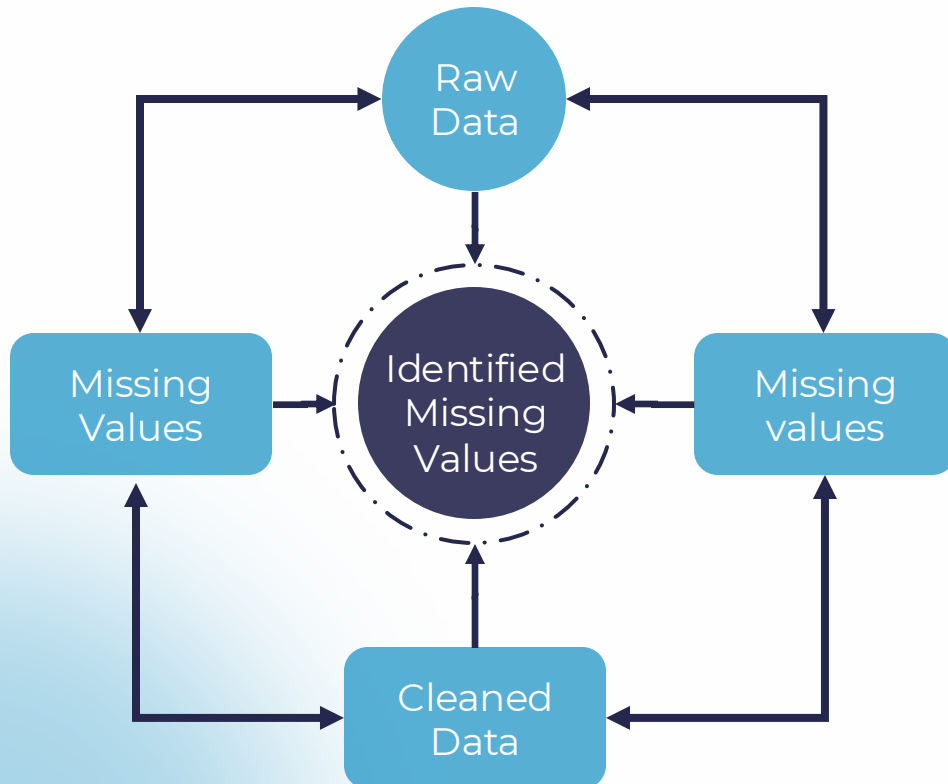 Raw
Data
Missing
Values
Identified
Missing
Values
Missing
values
Cleaned
Data